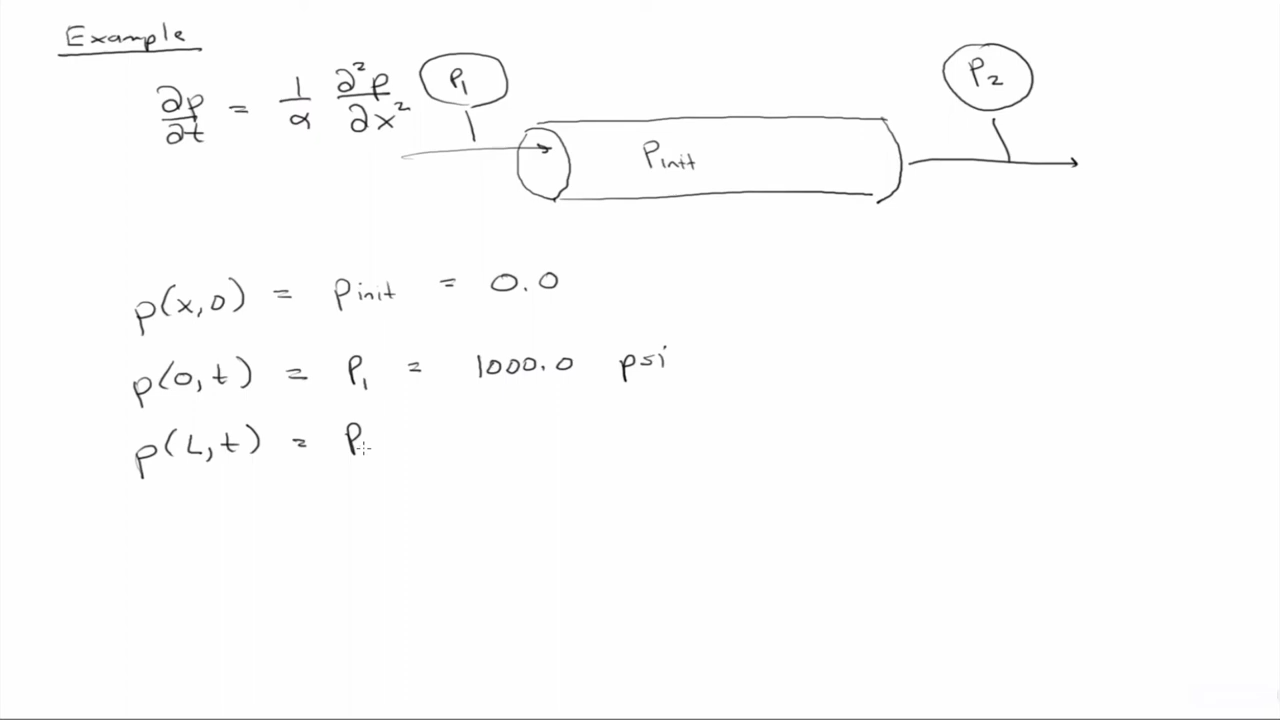 Example
∂p/∂t = 1/α ∂²p/∂x²
P₁
P₂
Pinit
p(x,0) = Pinit = 0.0
p(0,t) = P₁ = 1000.0 psi
p(L,t) = P